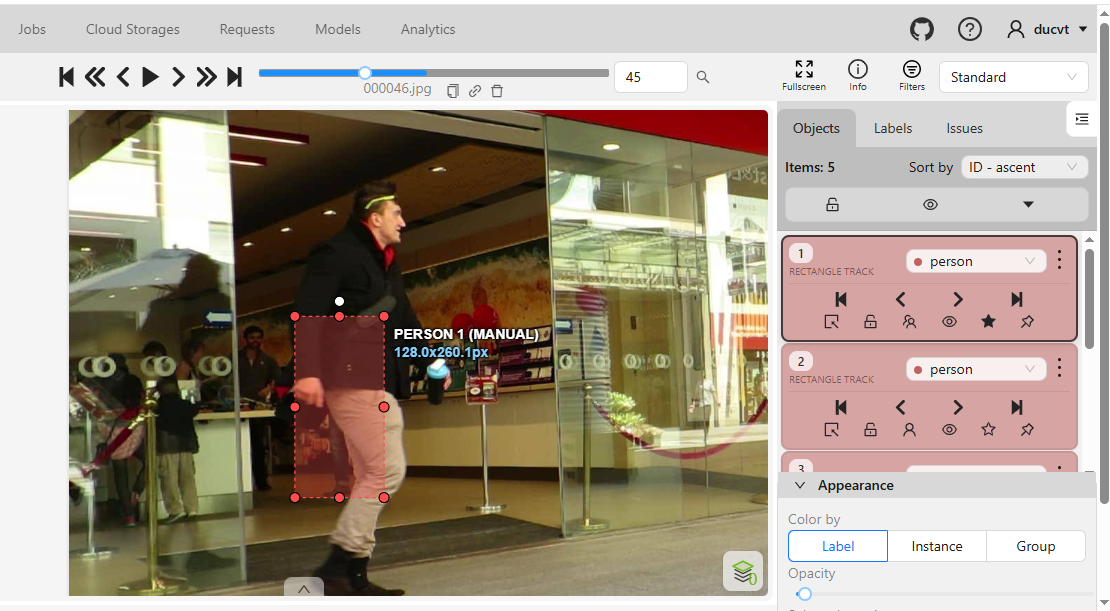 Jobs Cloud Storages Requests Models Analytics ducvt
000046.jpg
45
Fullscreen Info Filters Standard
Objects Labels Issues
Items: 5 Sort by ID - ascent
1 person
RECTANGLE TRACK
2 person
RECTANGLE TRACK
3
Appearance
Color by
Label Instance Group
Opacity
PERSON 1 (MANUAL)
128.0x260.1px
0